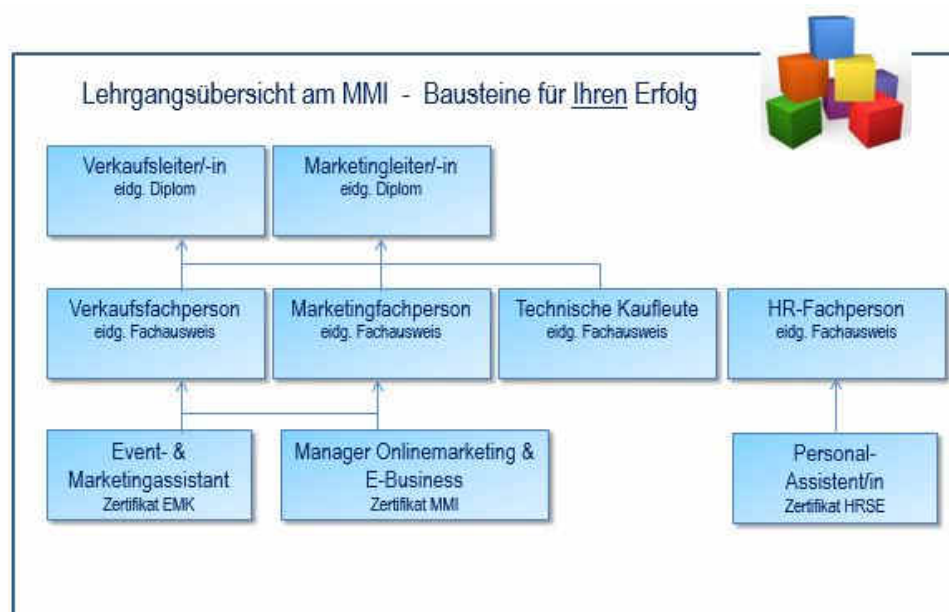 Lehrgangsübersicht am MMI - Bausteine für Ihren Erfolg
Verkaufsleiter/-in
eidg. Diplom
Marketingleiter/-in
eidg. Diplom
Verkaufsfachperson
eidg. Fachausweis
Marketingfachperson
eidg. Fachausweis
Technische Kaufleute
eidg. Fachausweis
HR-Fachperson
eidg. Fachausweis
Event- &
Marketingassistant
Zertifikat EMK
Manager Onlinemarketing &
E-Business
Zertifikat MMI
Personal-
Assistent/in
Zertifikat HRSE